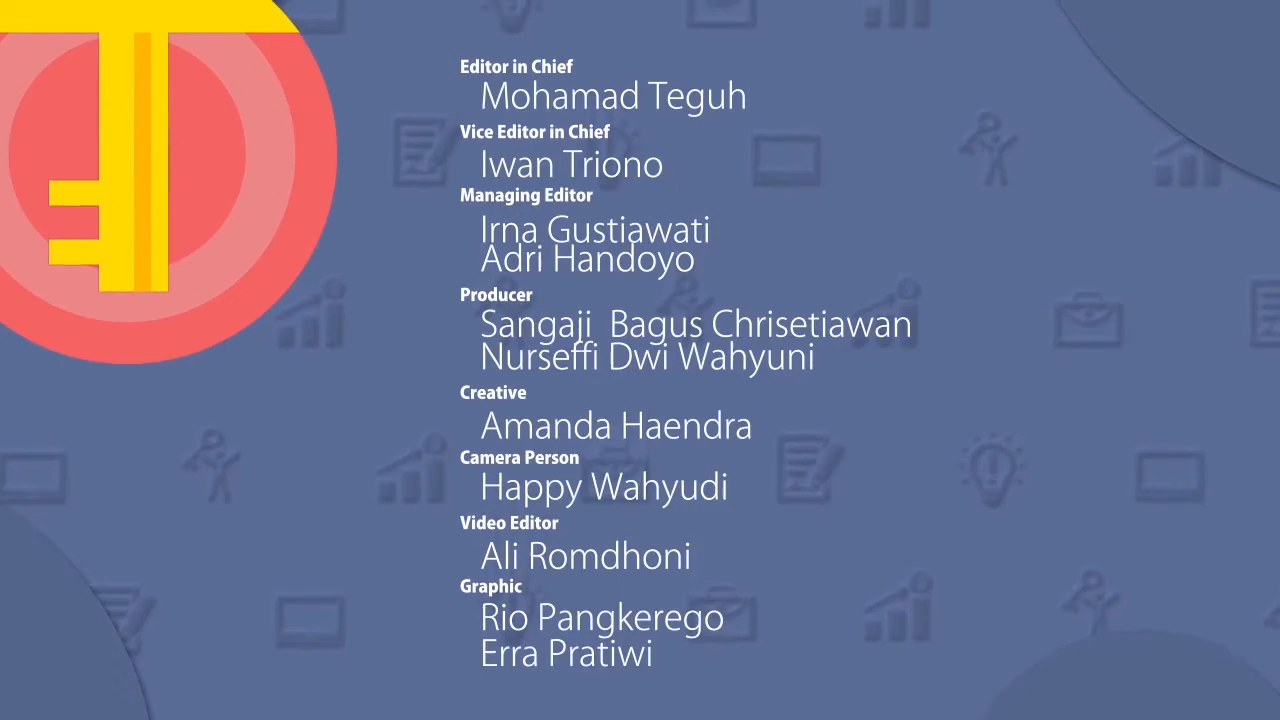 Editor in Chief
Mohamad Teguh
Vice Editor in Chief
Iwan Triono
Managing Editor
Irna Gustiawati
Adri Handoyo
Producer
Sangaji  Bagus Chrisetiawan
Nurseffi Dwi Wahyuni
Creative
Amanda Haendra
Camera Person
Happy Wahyudi
Video Editor
Ali Romdhoni
Graphic
Rio Pangkerego
Erra Pratiwi